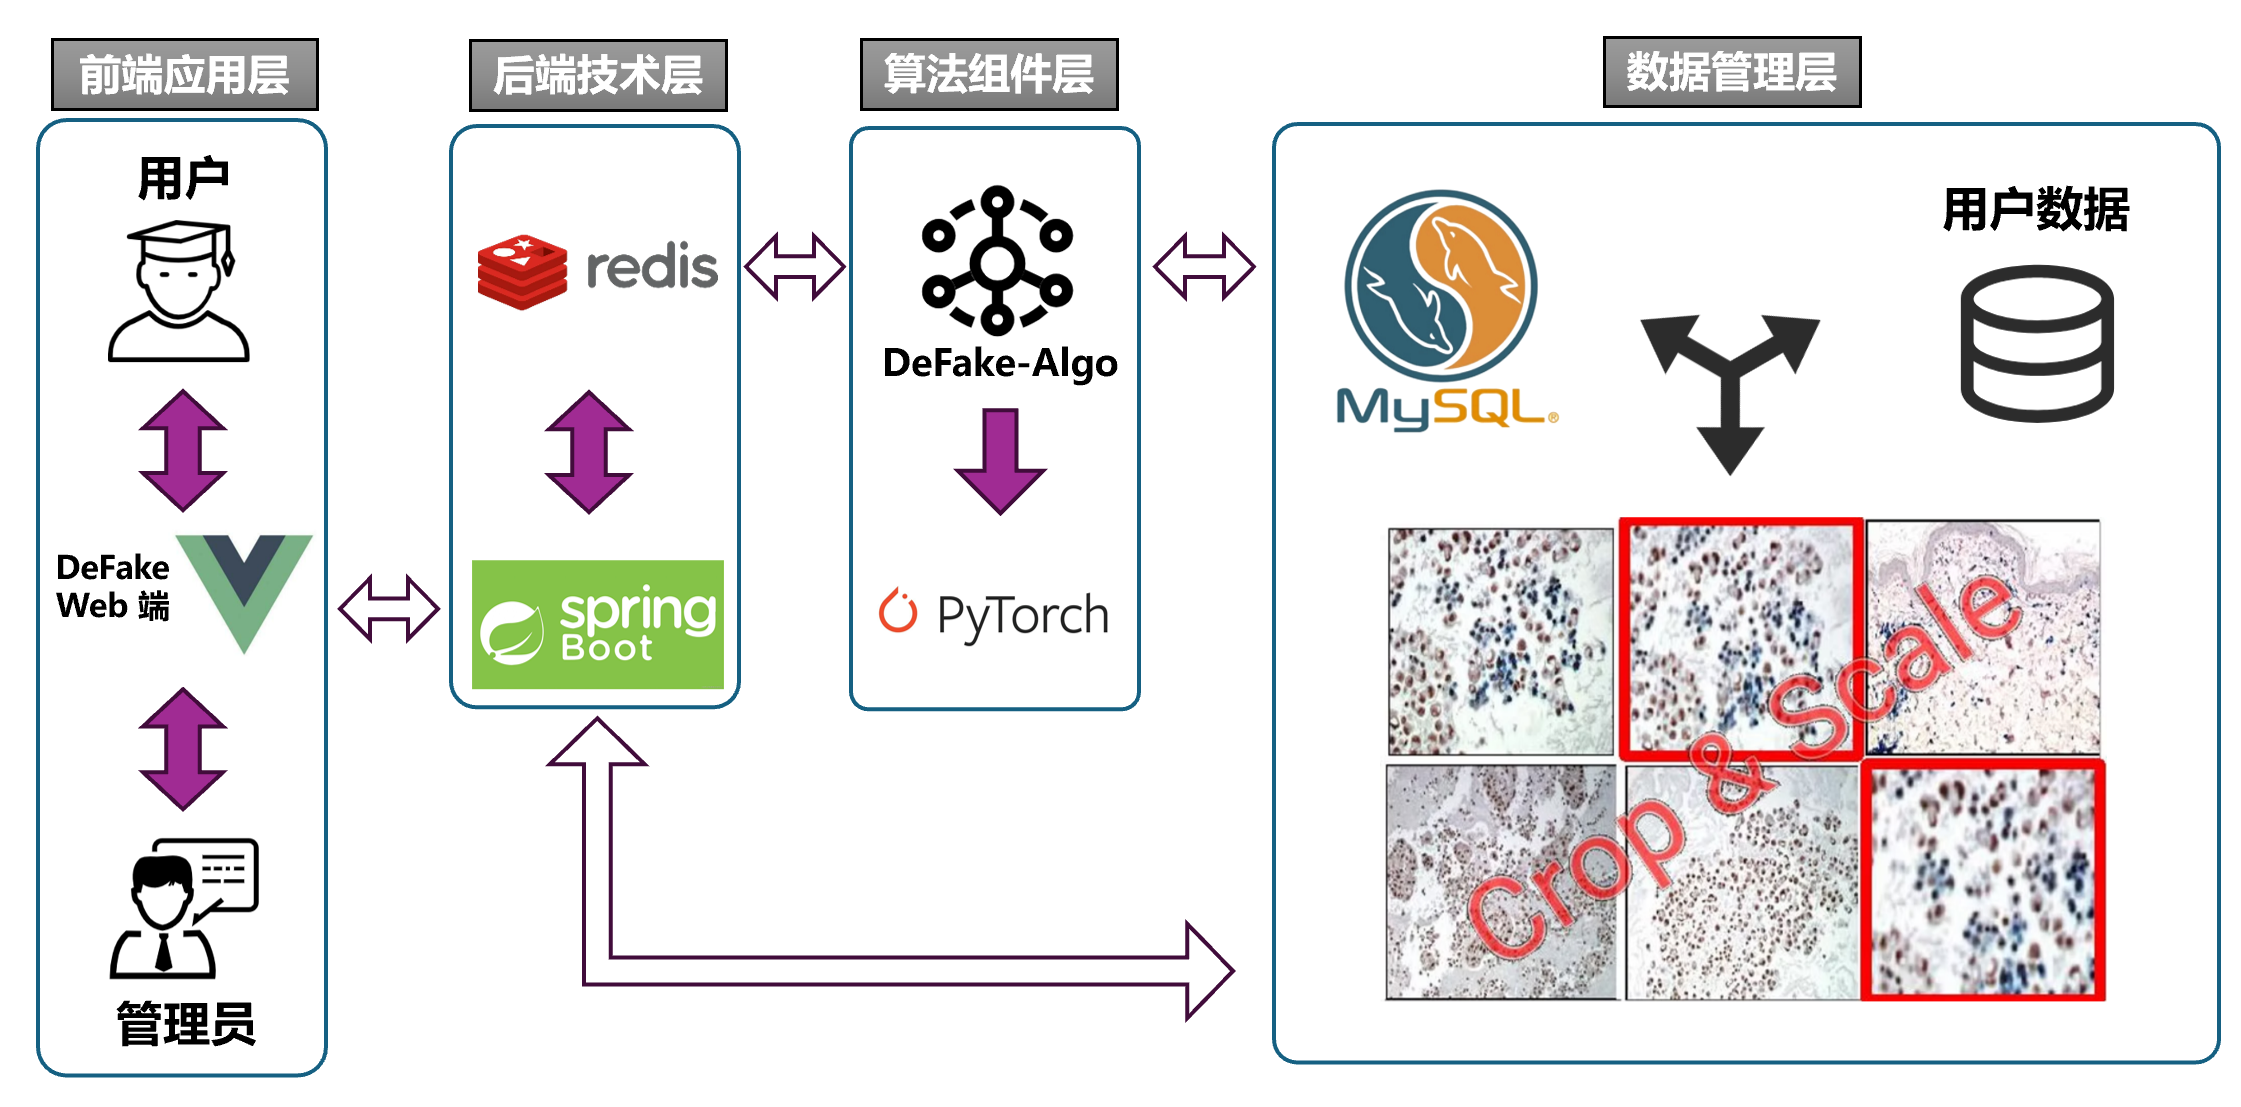 前端应用层
后端技术层
算法组件层
数据管理层
用户
DeFake
Web 端
管理员
redis
spring
Boot
DeFake-Algo
PyTorch
MySQL®
用户数据
Crop & Scale